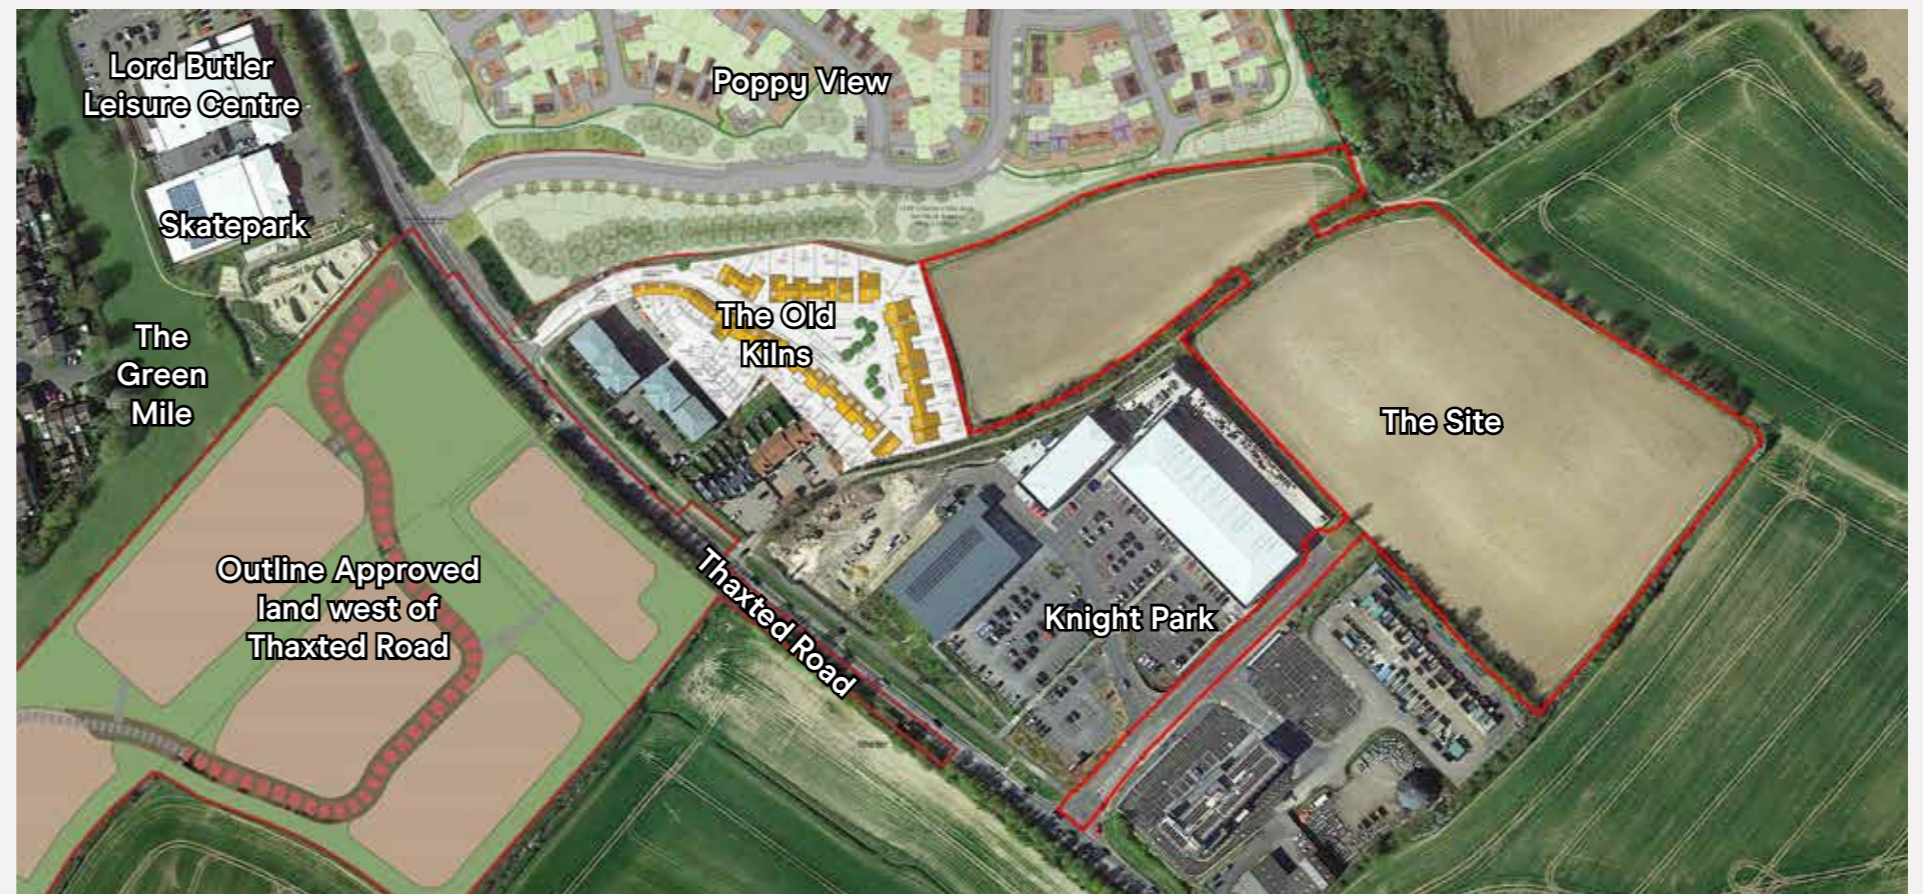 Lord Butler
Leisure Centre
Poppy View
Skatepark
The Old
Kilns
The
Green
Mile
The Site
Outline Approved
land west of
Thaxted Road
Thaxted Road
Knight Park